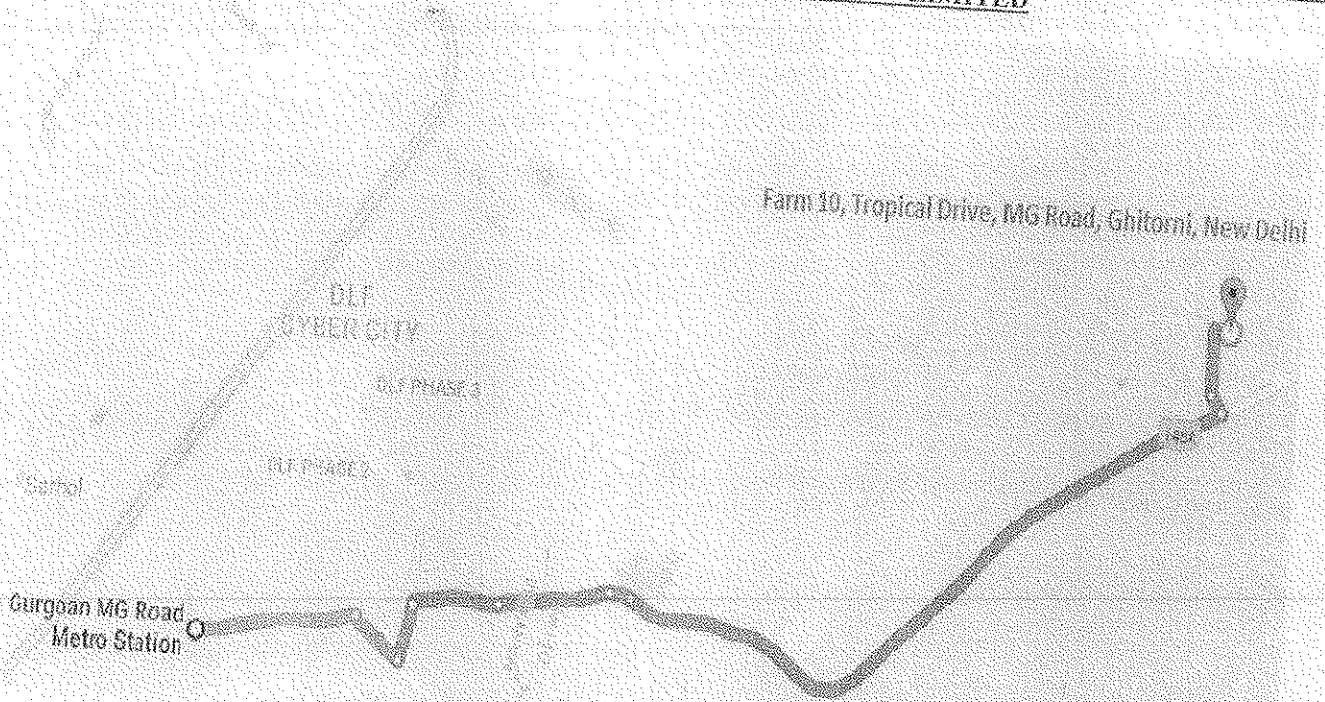 Farm 10, Tropical Drive, MG Road, Ghitorni, New Delhi
DLF
CYBER CITY
DLF PHASE 3
DLF PHASE 2
Sarhol
Gurgoan MG Road
Metro Station